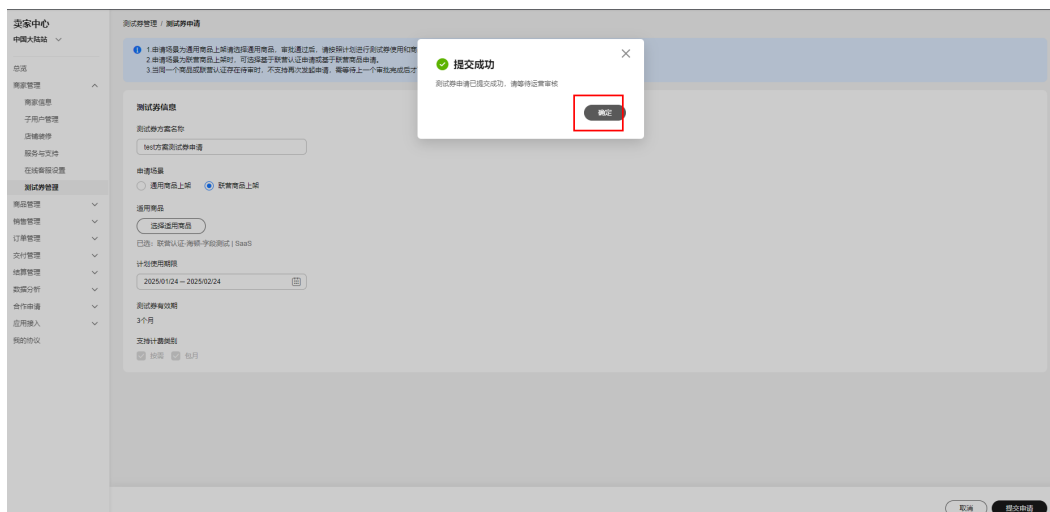 卖家中心
中国大陆站
总览
商家管理
商家信息
子用户管理
店铺装修
服务与支持
在线客服设置
测试券管理
商品管理
销售管理
订单管理
交付管理
结算管理
数据分析
合作申请
应用接入
我的协议
测试券管理 / 测试券申请
1.申请场景为通用商品上架请选择通用商品，审批通过后，请按照计划进行测试券使用和商
2.申请场景为联营商品上架时，可选择基于联营认证申请或基于联营商品申请。
3.当同一个商品或联营认证存在待审时，不支持再次发起申请，需等待上一个审批完成后才
提交成功
测试券申请已提交成功，请等待运营审核
确定
测试券信息
测试券方案名称
test方案测试券申请
申请场景
通用商品上架
联营商品上架
适用商品
选择适用商品
已选：联营认证-海顿-字段测试 | SaaS
计划使用期限
2025/01/24 ~ 2025/02/24
测试券有效期
3个月
支持计费类别
按需
包月
取消
提交申请